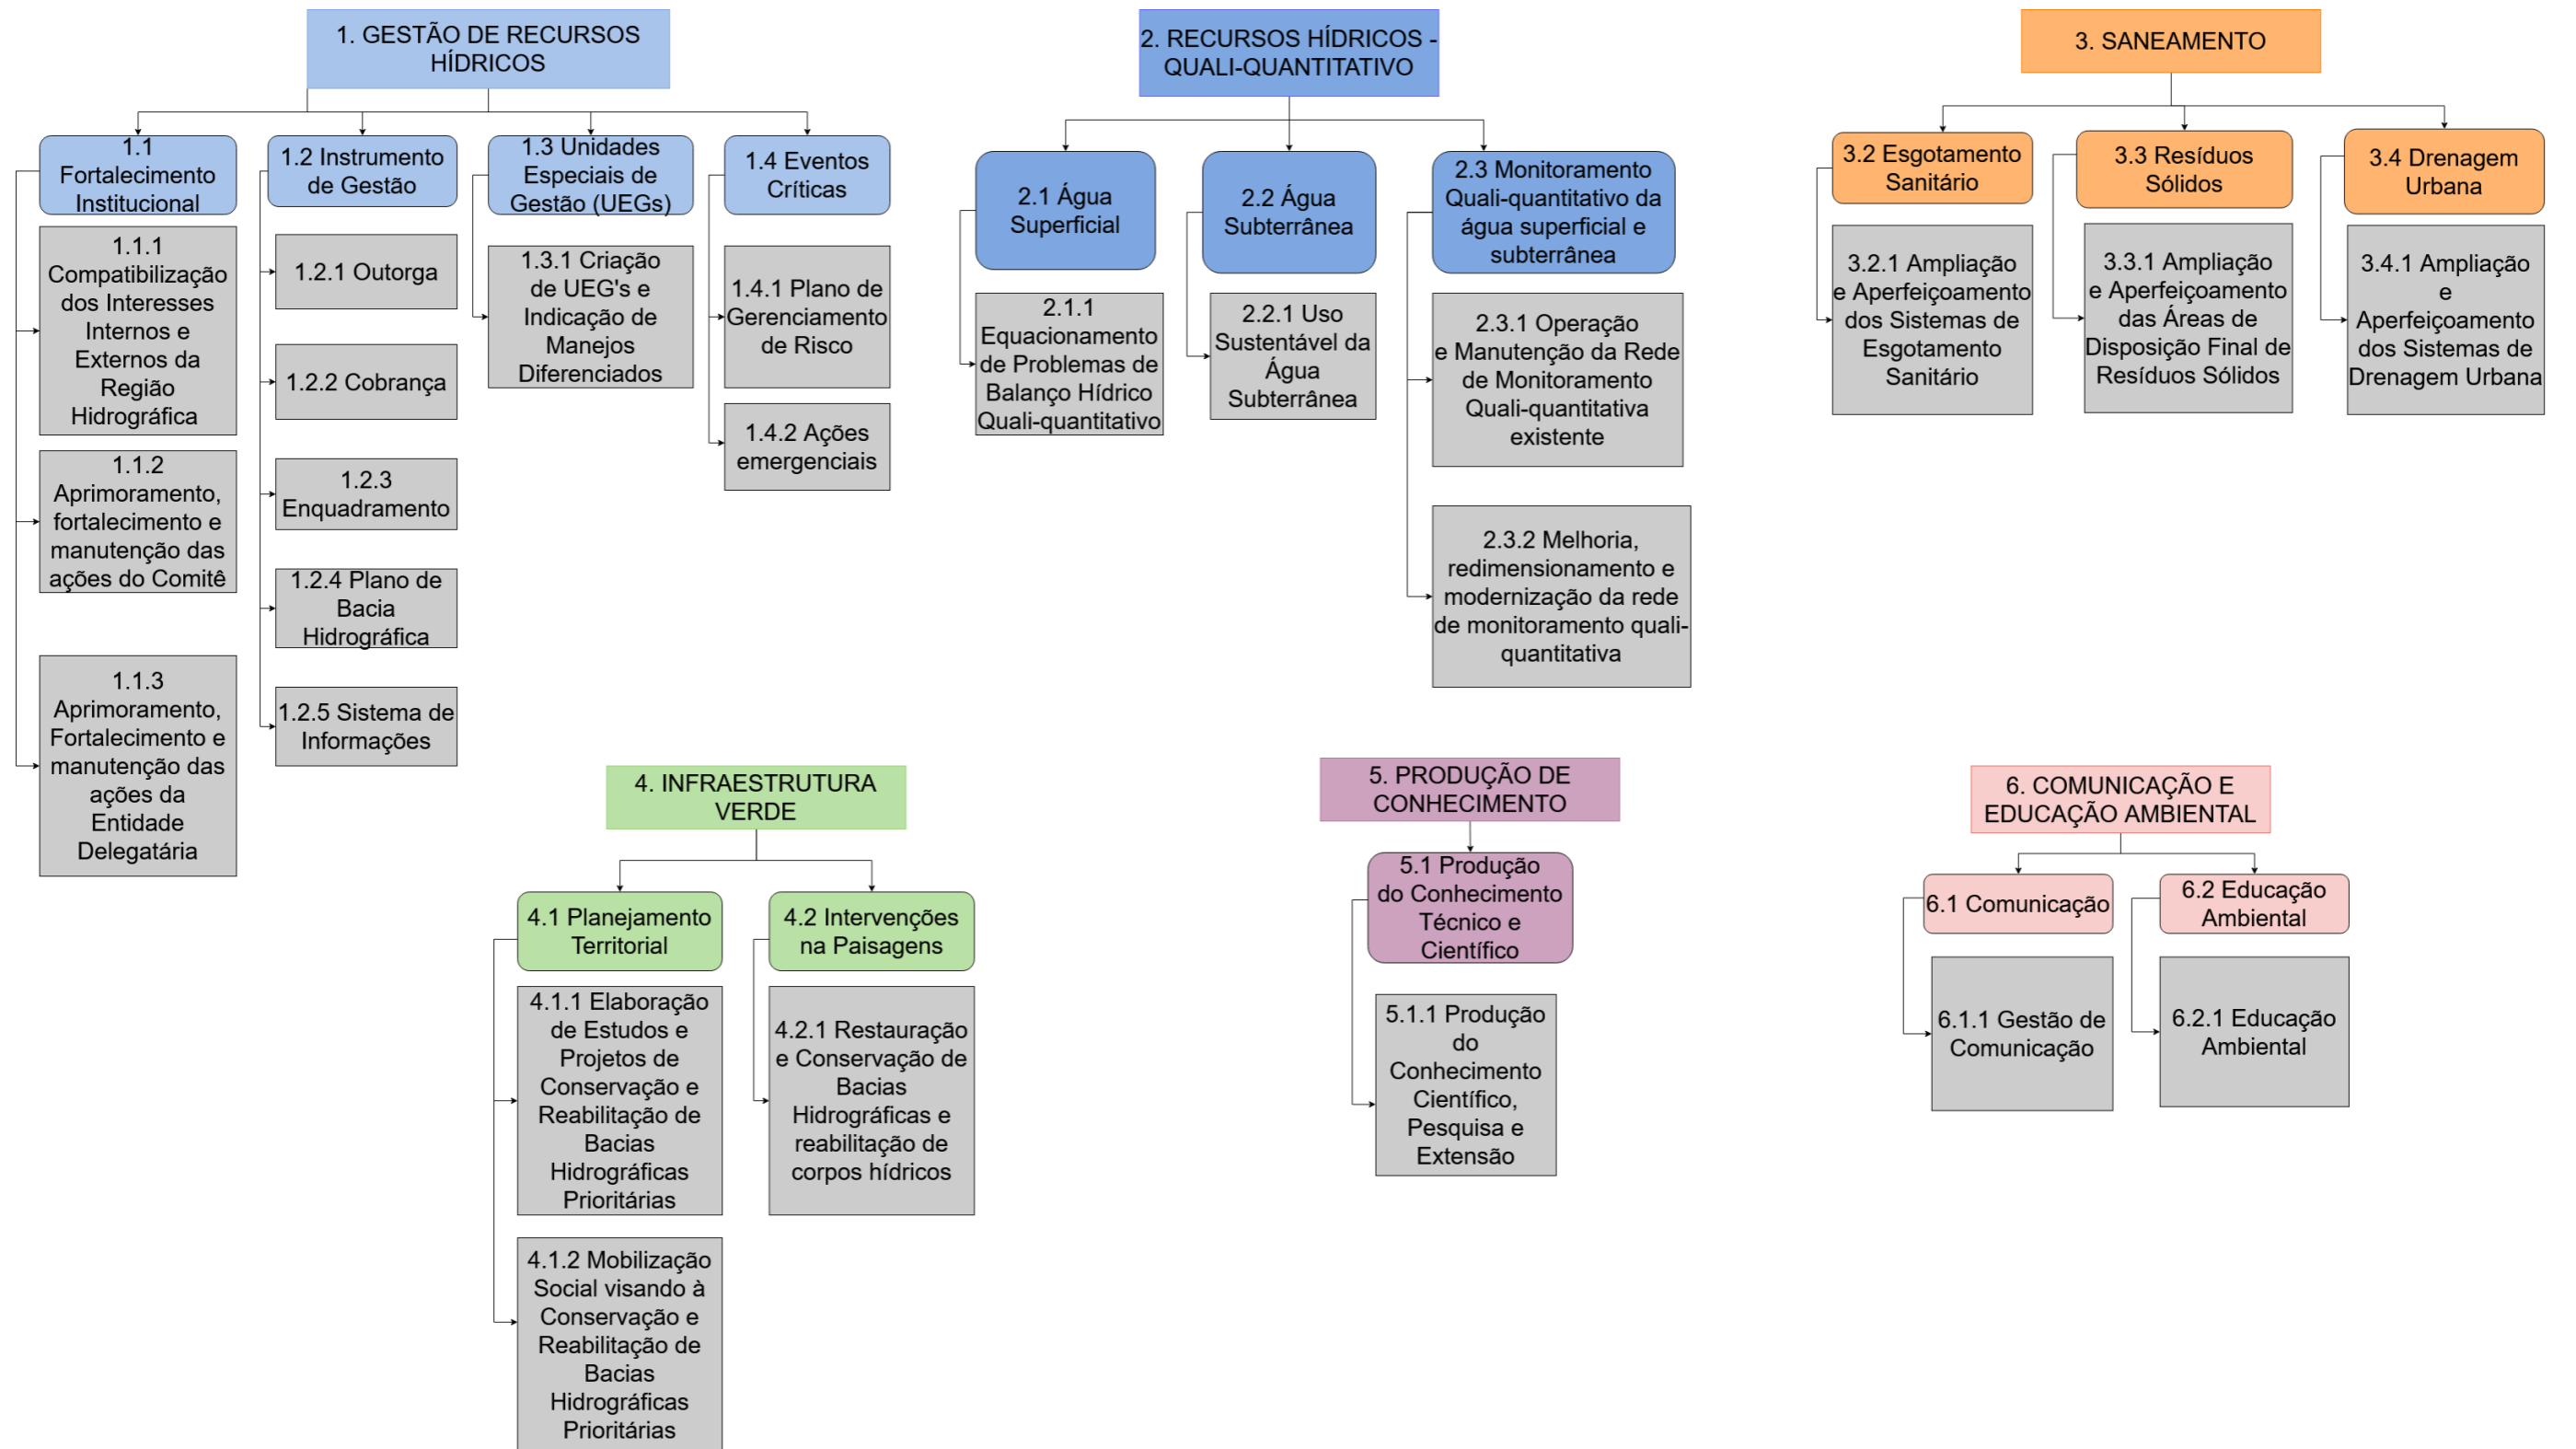 1. GESTÃO DE RECURSOS
HÍDRICOS
1.1
Fortalecimento
Institucional
1.1.1
Compatibilização
dos Interesses
Internos e
Externos da
Região
Hidrográfica
1.1.2
Aprimoramento,
fortalecimento e
manutenção das
ações do Comitê
1.1.3
Aprimoramento,
Fortalecimento e
manutenção das
ações da
Entidade
Delegatária
1.2 Instrumento
de Gestão
1.2.1 Outorga
1.2.2 Cobrança
1.2.3
Enquadramento
1.2.4 Plano de
Bacia
Hidrográfica
1.2.5 Sistema de
Informações
1.3 Unidades
Especiais de
Gestão (UEGs)
1.3.1 Criação
de UEG's e
Indicação de
Manejos
Diferenciados
1.4 Eventos
Críticas
1.4.1 Plano de
Gerenciamento
de Risco
1.4.2 Ações
emergenciais
2. RECURSOS HÍDRICOS -
QUALI-QUANTITATIVO
2.1 Água
Superficial
2.1.1
Equacionamento
de Problemas de
Balanço Hídrico
Quali-quantitativo
2.2 Água
Subterrânea
2.2.1 Uso
Sustentável da
Água
Subterrânea
2.3 Monitoramento
Quali-quantitativo da
água superficial e
subterrânea
2.3.1 Operação
e Manutenção da Rede
de Monitoramento
Quali-quantitativa
existente
2.3.2 Melhoria,
redimensionamento e
modernização da rede
de monitoramento quali-
quantitativa
3. SANEAMENTO
3.2 Esgotamento
Sanitário
3.2.1 Ampliação
e Aperfeiçoamento
dos Sistemas de
Esgotamento
Sanitário
3.3 Resíduos
Sólidos
3.3.1 Ampliação
e Aperfeiçoamento
das Áreas de
Disposição Final de
Resíduos Sólidos
3.4 Drenagem
Urbana
3.4.1 Ampliação
e
Aperfeiçoamento
dos Sistemas de
Drenagem Urbana
4. INFRAESTRUTURA
VERDE
4.1 Planejamento
Territorial
4.1.1 Elaboração
de Estudos e
Projetos de
Conservação e
Reabilitação de
Bacias
Hidrográficas
Prioritárias
4.1.2 Mobilização
Social visando à
Conservação e
Reabilitação de
Bacias
Hidrográficas
Prioritárias
4.2 Intervenções
na Paisagens
4.2.1 Restauração
e Conservação de
Bacias
Hidrográficas e
reabilitação de
corpos hídricos
5. PRODUÇÃO DE
CONHECIMENTO
5.1 Produção
do Conhecimento
Técnico e
Científico
5.1.1 Produção
do
Conhecimento
Científico,
Pesquisa e
Extensão
6. COMUNICAÇÃO E
EDUCAÇÃO AMBIENTAL
6.1 Comunicação
6.1.1 Gestão de
Comunicação
6.2 Educação
Ambiental
6.2.1 Educação
Ambiental